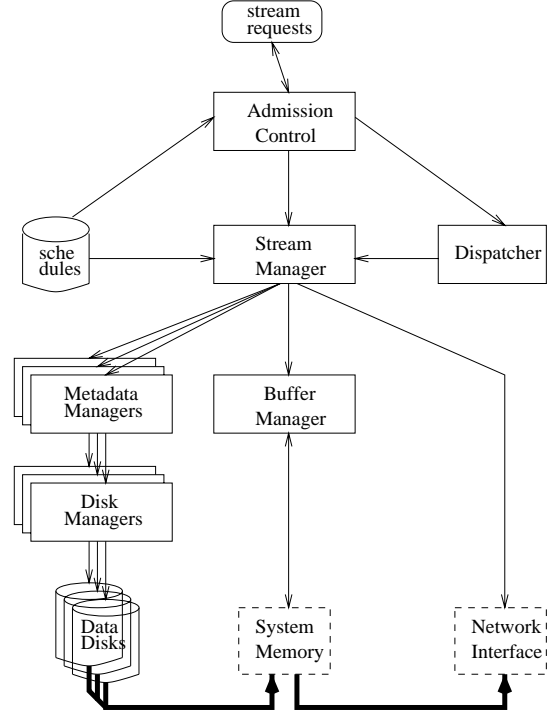 stream
requests
Admission
Control
sche
dules
Stream
Manager
Dispatcher
Metadata
Managers
Buffer
Manager
Disk
Managers
Data
Disks
System
Memory
Network
Interface